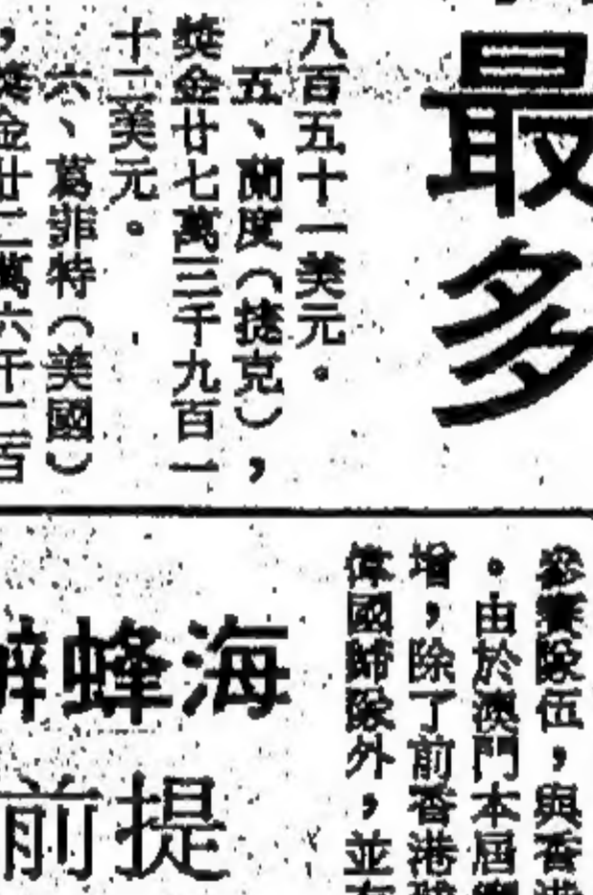 最多
八百五十一美元。
五、蘭度（捷克），
獎金廿七萬三千九百一
十二美元。
六、葛菲特（美國）
，獎金廿二萬六千二百
參賽隊伍，與香港
。由於澳門本屆
增，除了前香港
偉國師隊外，並
海蜂
提前